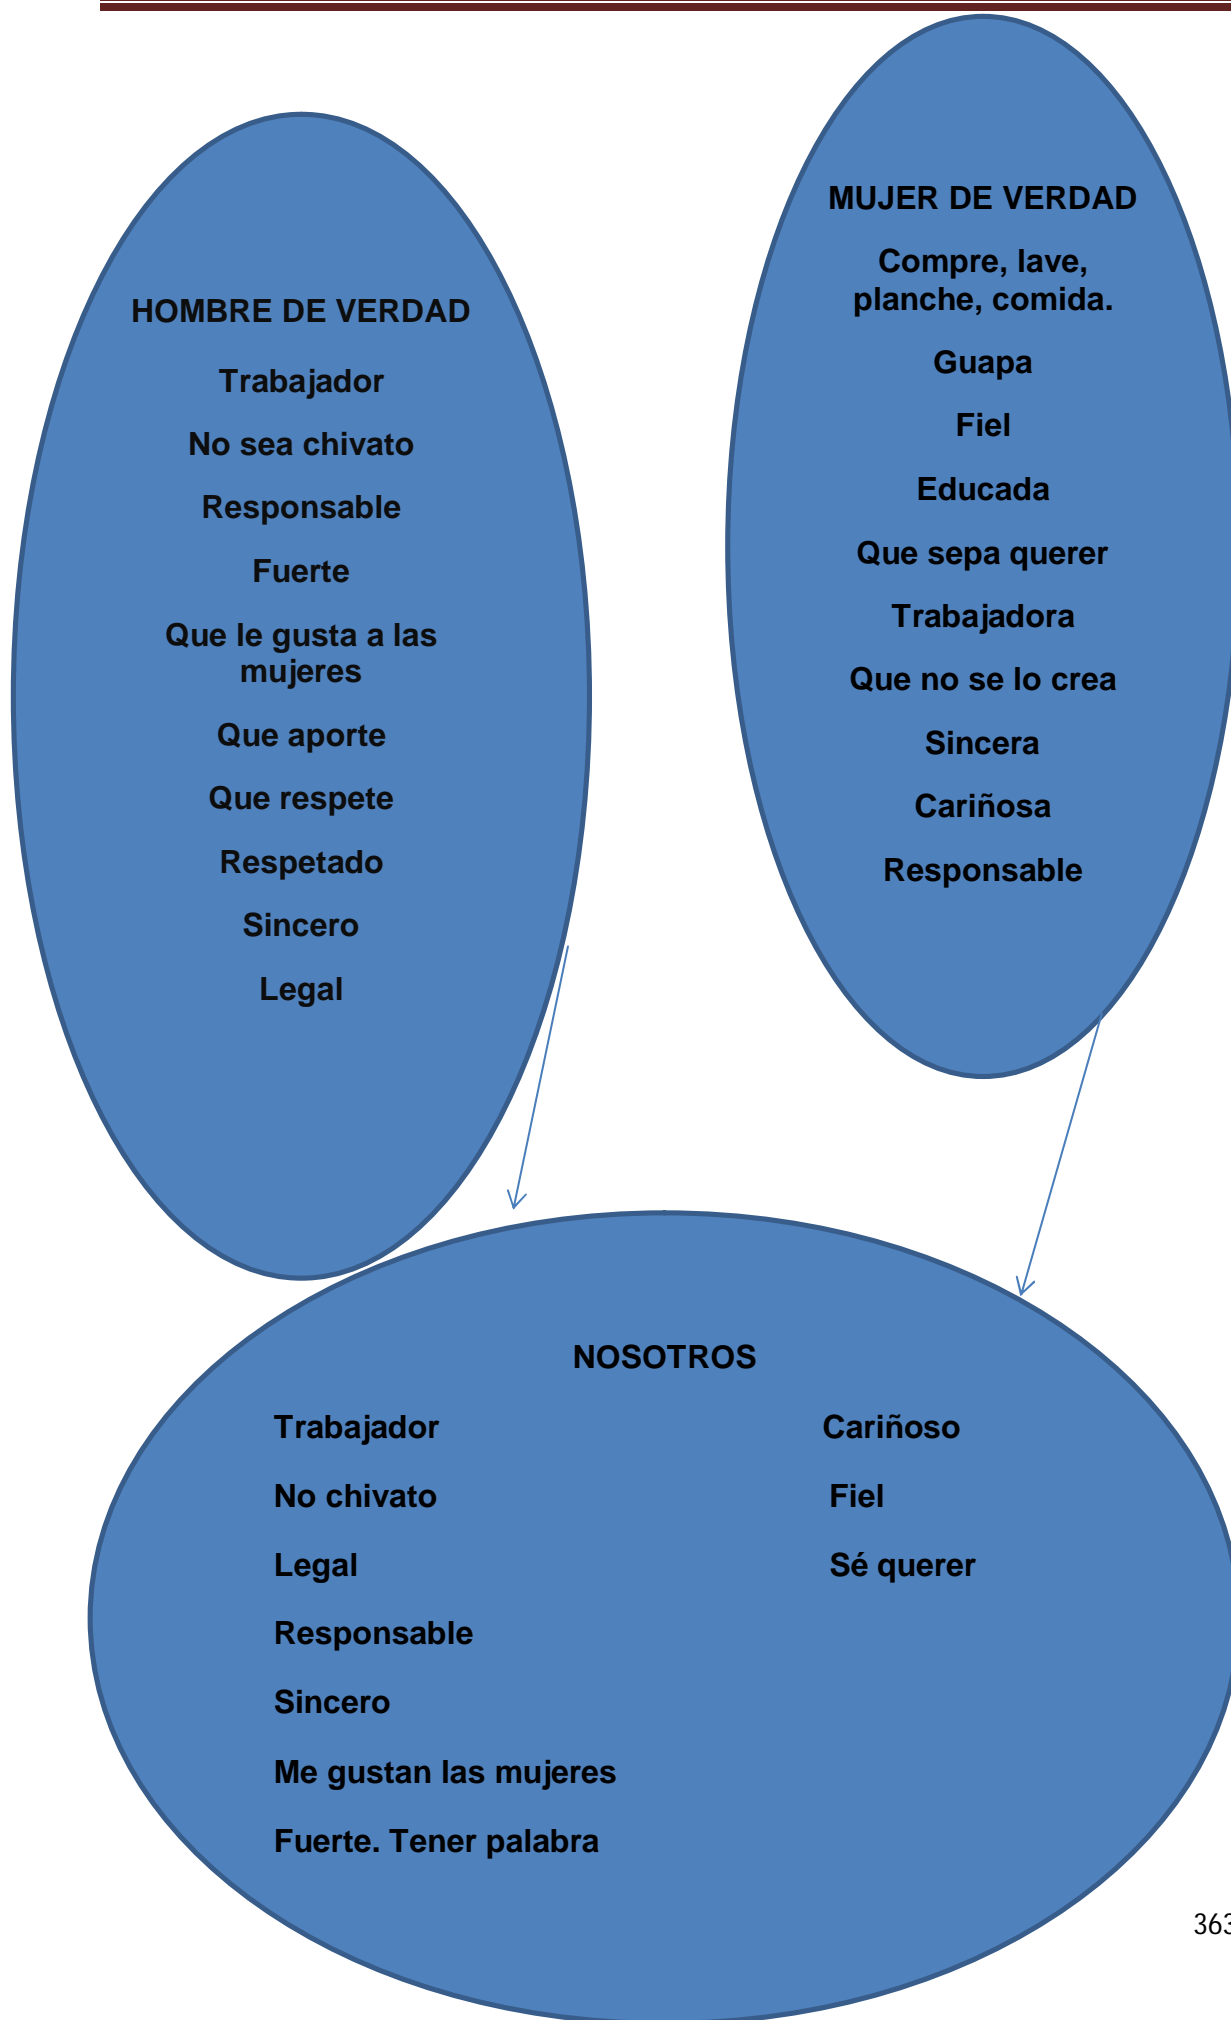 HOMBRE DE VERDAD
Trabajador
No sea chivato
Responsable
Fuerte
Que le gusta a las
mujeres
Que aporte
Que respete
Respetado
Sincero
Legal
MUJER DE VERDAD
Compre, lave,
planche, comida.
Guapa
Fiel
Educada
Que sepa querer
Trabajadora
Que no se lo crea
Sincera
Cariñosa
Responsable
NOSOTROS
Trabajador
No chivato
Legal
Responsable
Sincero
Me gustan las mujeres
Fuerte. Tener palabra
Cariñoso
Fiel
Sé querer
363